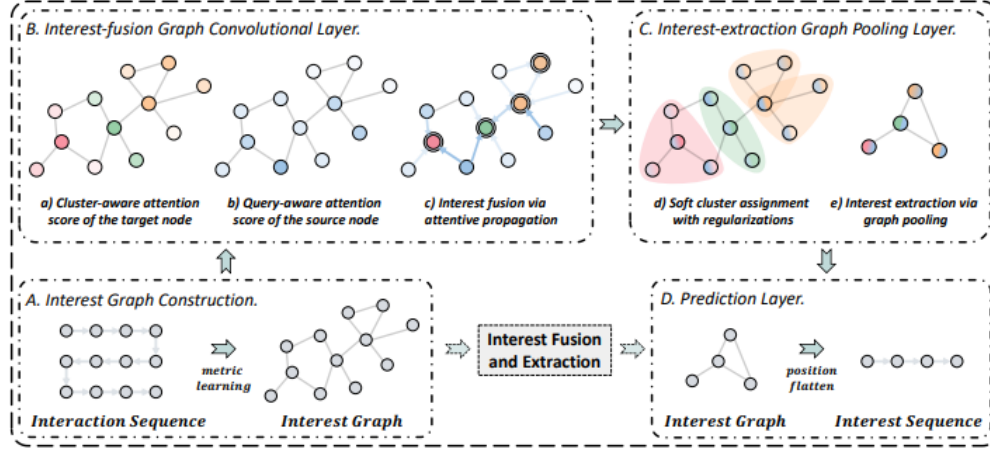 B. Interest-fusion Graph Convolutional Layer.
a) Cluster-aware attention
score of the target node
b) Query-aware attention
score of the source node
c) Interest fusion via
attentive propagation
C. Interest-extraction Graph Pooling Layer.
d) Soft cluster assignment
with regularizations
e) Interest extraction via
graph pooling
A. Interest Graph Construction.
metric
learning
Interaction Sequence
Interest Graph
Interest Fusion
and Extraction
D. Prediction Layer.
position
flatten
Interest Graph
Interest Sequence